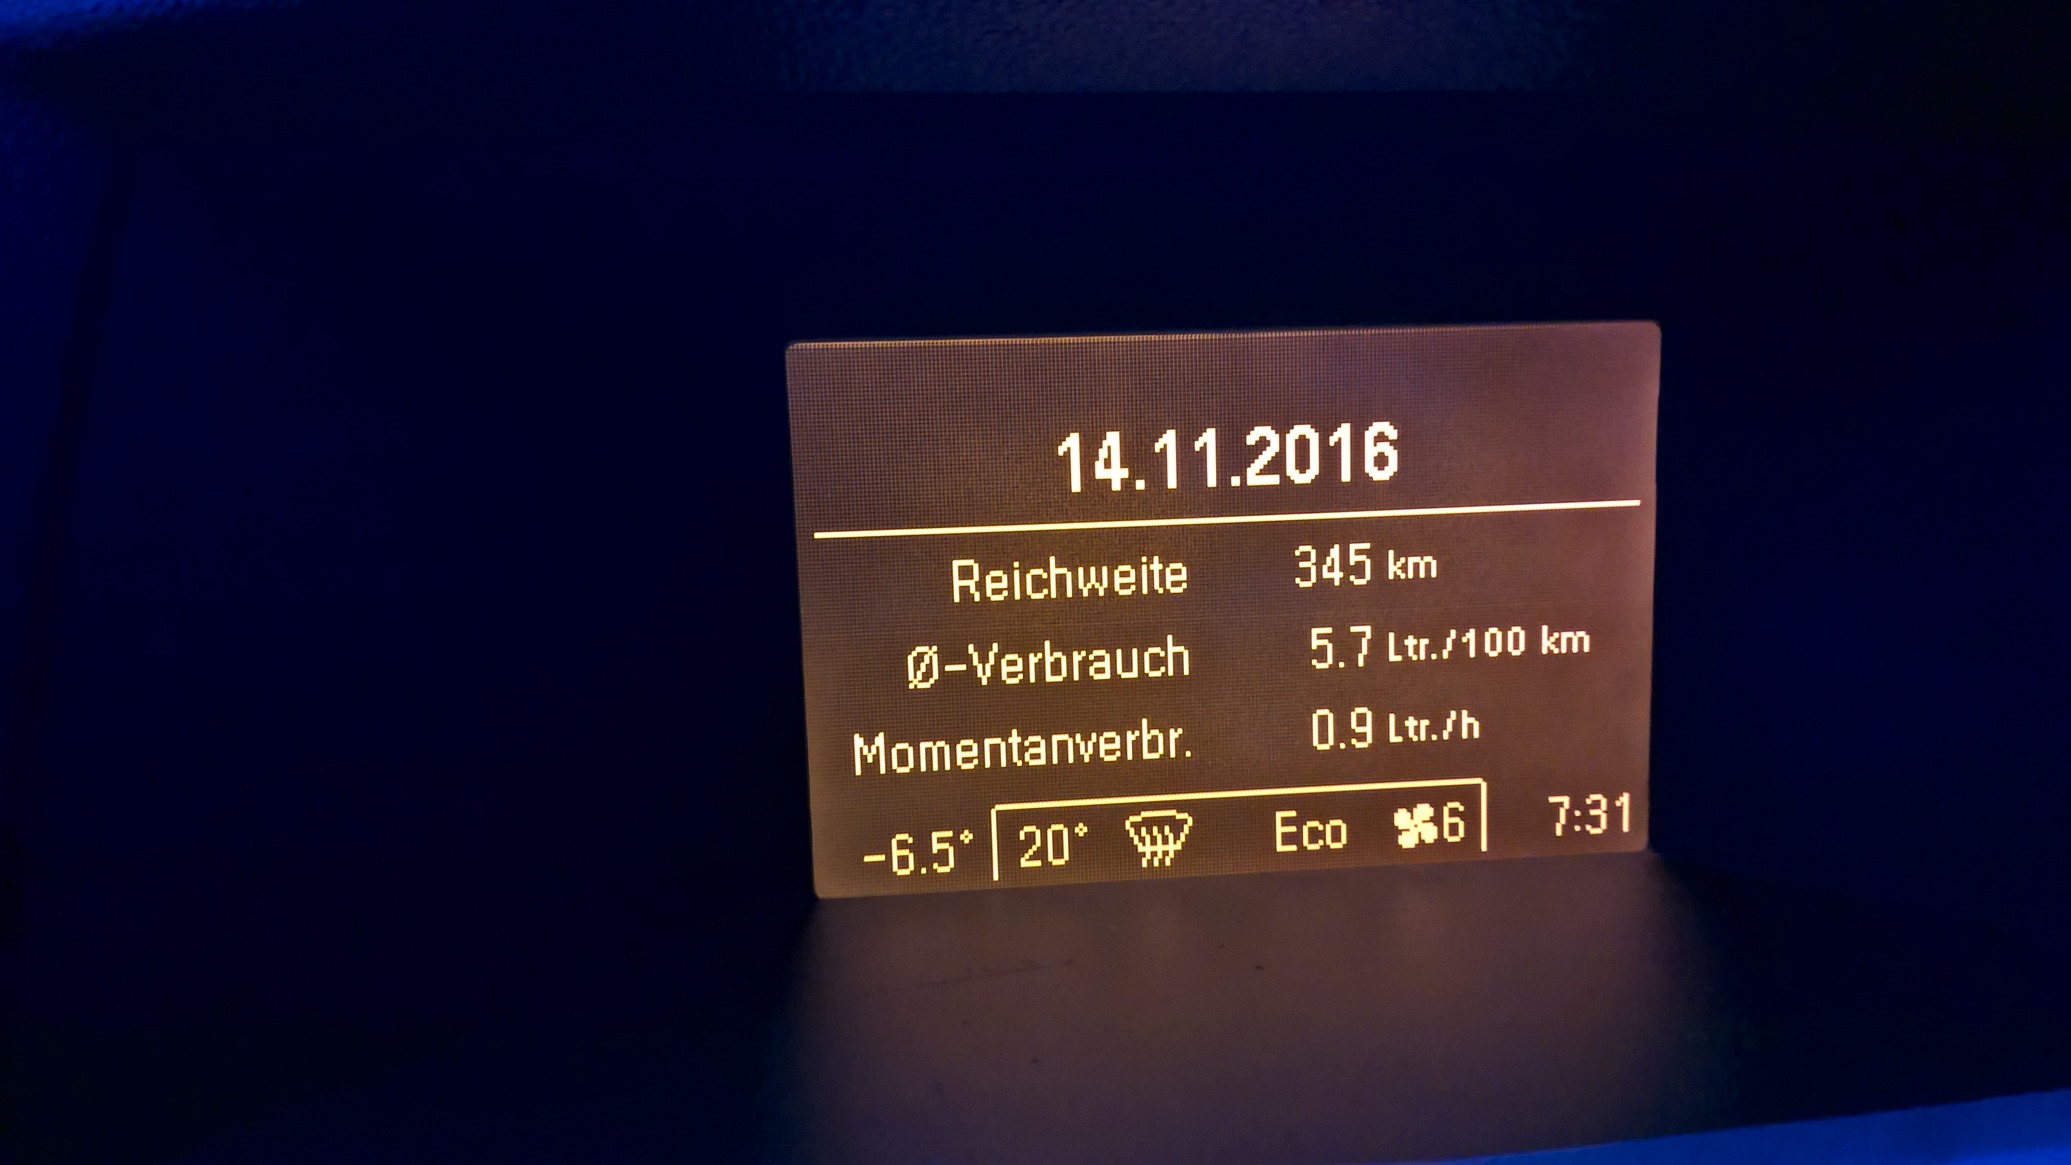 14.11.2016
Reichweite 345 km
Ø-Verbrauch 5.7 Ltr./100 km
Momentanverbr. 0.9 Ltr./h
-6.5° 20° Eco 6 7:31